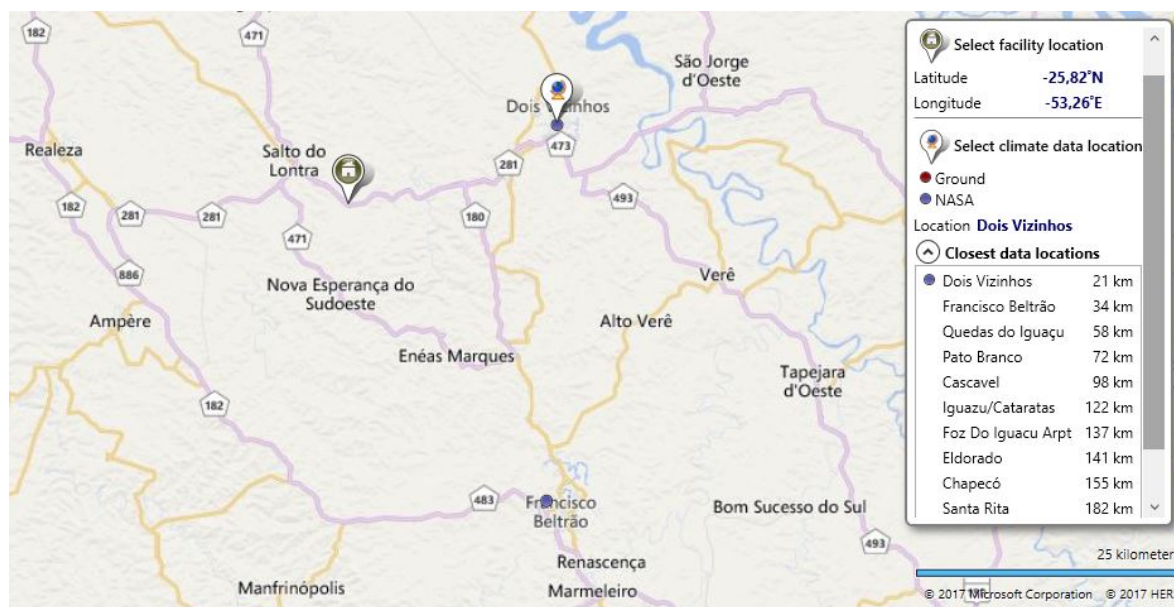 182
471
São Jorge
d'Oeste
Dois Vizinhos
473
Realeza
Salto do
Lontra
281
182
281
281
180
493
471
886
Nova Esperança do
Sudoeste
Verê
Ampère
Alto Verê
Enéas Marques
Tapejara
d'Oeste
182
483
Francisco
Beltrão
Bom Sucesso do Sul
493
Renascença
Manfrinópolis
Marmeleiro
Select facility location
Latitude -25,82°N
Longitude -53,26°E
Select climate data location
Ground
NASA
Location Dois Vizinhos
Closest data locations
Dois Vizinhos 21 km
Francisco Beltrão 34 km
Quedas do Iguaçu 58 km
Pato Branco 72 km
Cascavel 98 km
Iguazu/Cataratas 122 km
Foz Do Iguacu Arpt 137 km
Eldorado 141 km
Chapecó 155 km
Santa Rita 182 km
25 kilometer
© 2017 Microsoft Corporation © 2017 HER